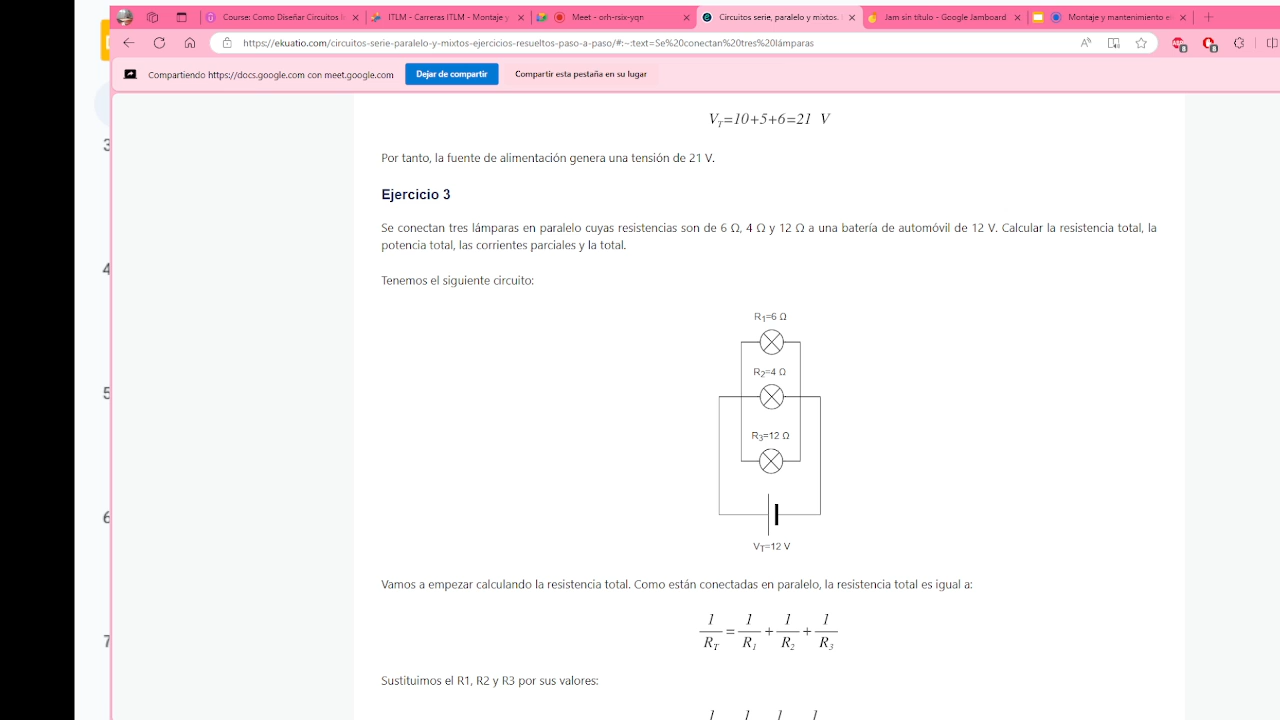 Course: Como Diseñar Circuitos
ITLM - Carreras ITLM - Montaje y
Meet - orh-rsix-yqn
Circuitos serie, paralelo y mixtos.
Jam sin título - Google Jamboard
Montaje y mantenimiento e
https://ekuatio.com/circuitos-serie-paralelo-y-mixtos-ejercicios-resueltos-paso-a-paso/#:~:text=Se%20conectan%20tres%20lámparas
Compartiendo https://docs.google.com con meet.google.com
Dejar de compartir
Compartir esta pestaña en su lugar
V_T=10+5+6=21 V
Por tanto, la fuente de alimentación genera una tensión de 21 V.
Ejercicio 3
Se conectan tres lámparas en paralelo cuyas resistencias son de 6 Ω, 4 Ω y 12 Ω a una batería de automóvil de 12 V. Calcular la resistencia total, la
potencia total, las corrientes parciales y la total.
Tenemos el siguiente circuito:
R1=6 Ω
R2=4 Ω
R3=12 Ω
VT=12 V
Vamos a empezar calculando la resistencia total. Como están conectadas en paralelo, la resistencia total es igual a:
1/R_T = 1/R_1 + 1/R_2 + 1/R_3
Sustituimos el R1, R2 y R3 por sus valores:
1 1 1 1
3
4
5
6
7